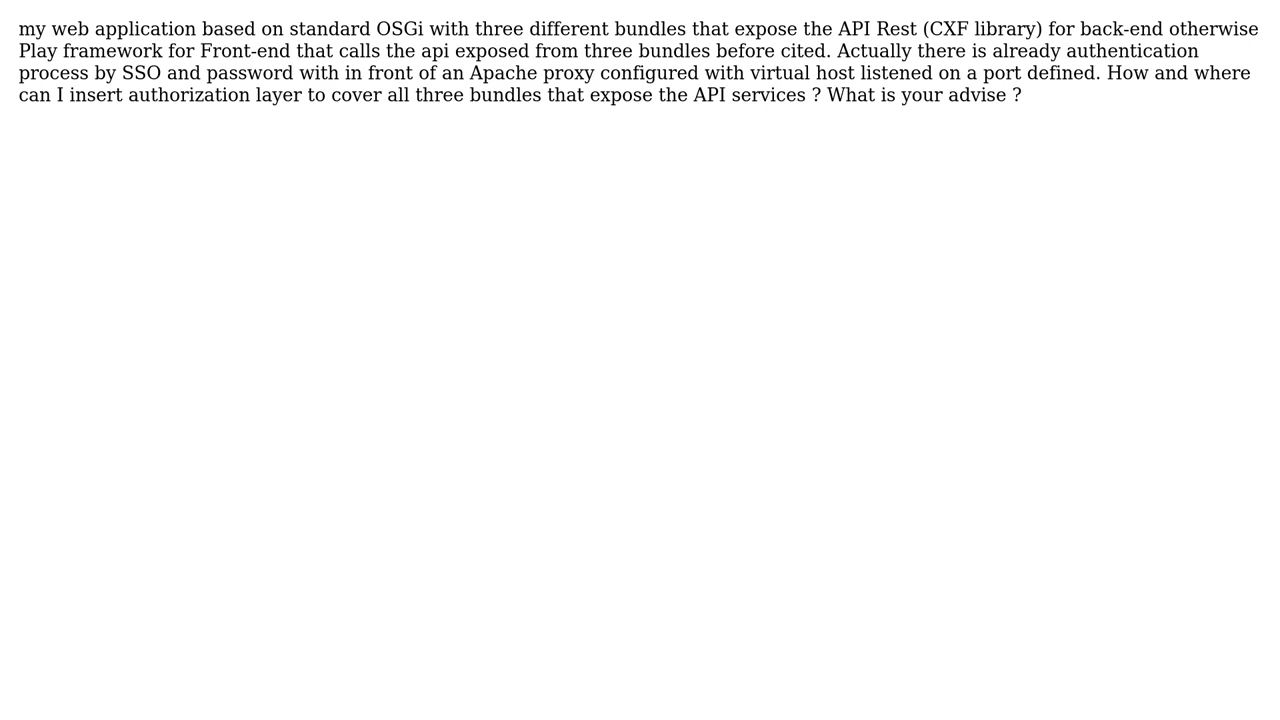 my web application based on standard OSGi with three different bundles that expose the API Rest (CXF library) for back-end otherwise
Play framework for Front-end that calls the api exposed from three bundles before cited. Actually there is already authentication
process by SSO and password with in front of an Apache proxy configured with virtual host listened on a port defined. How and where
can I insert authorization layer to cover all three bundles that expose the API services ? What is your advise ?